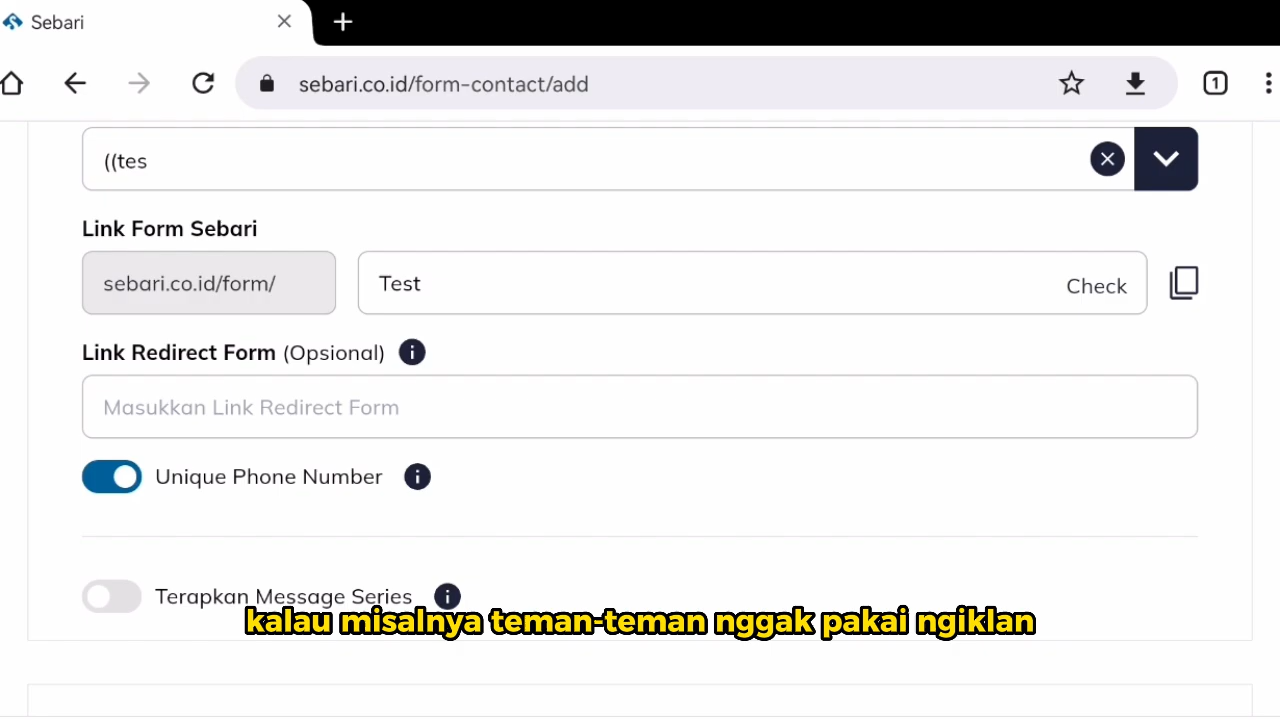 Sebari
sebari.co.id/form-contact/add
1
((tes
Link Form Sebari
sebari.co.id/form/
Test
Check
Link Redirect Form (Opsional)
Masukkan Link Redirect Form
Unique Phone Number
Terapkan Message Series
kalau misalnya teman-teman nggak pakai ngiklan